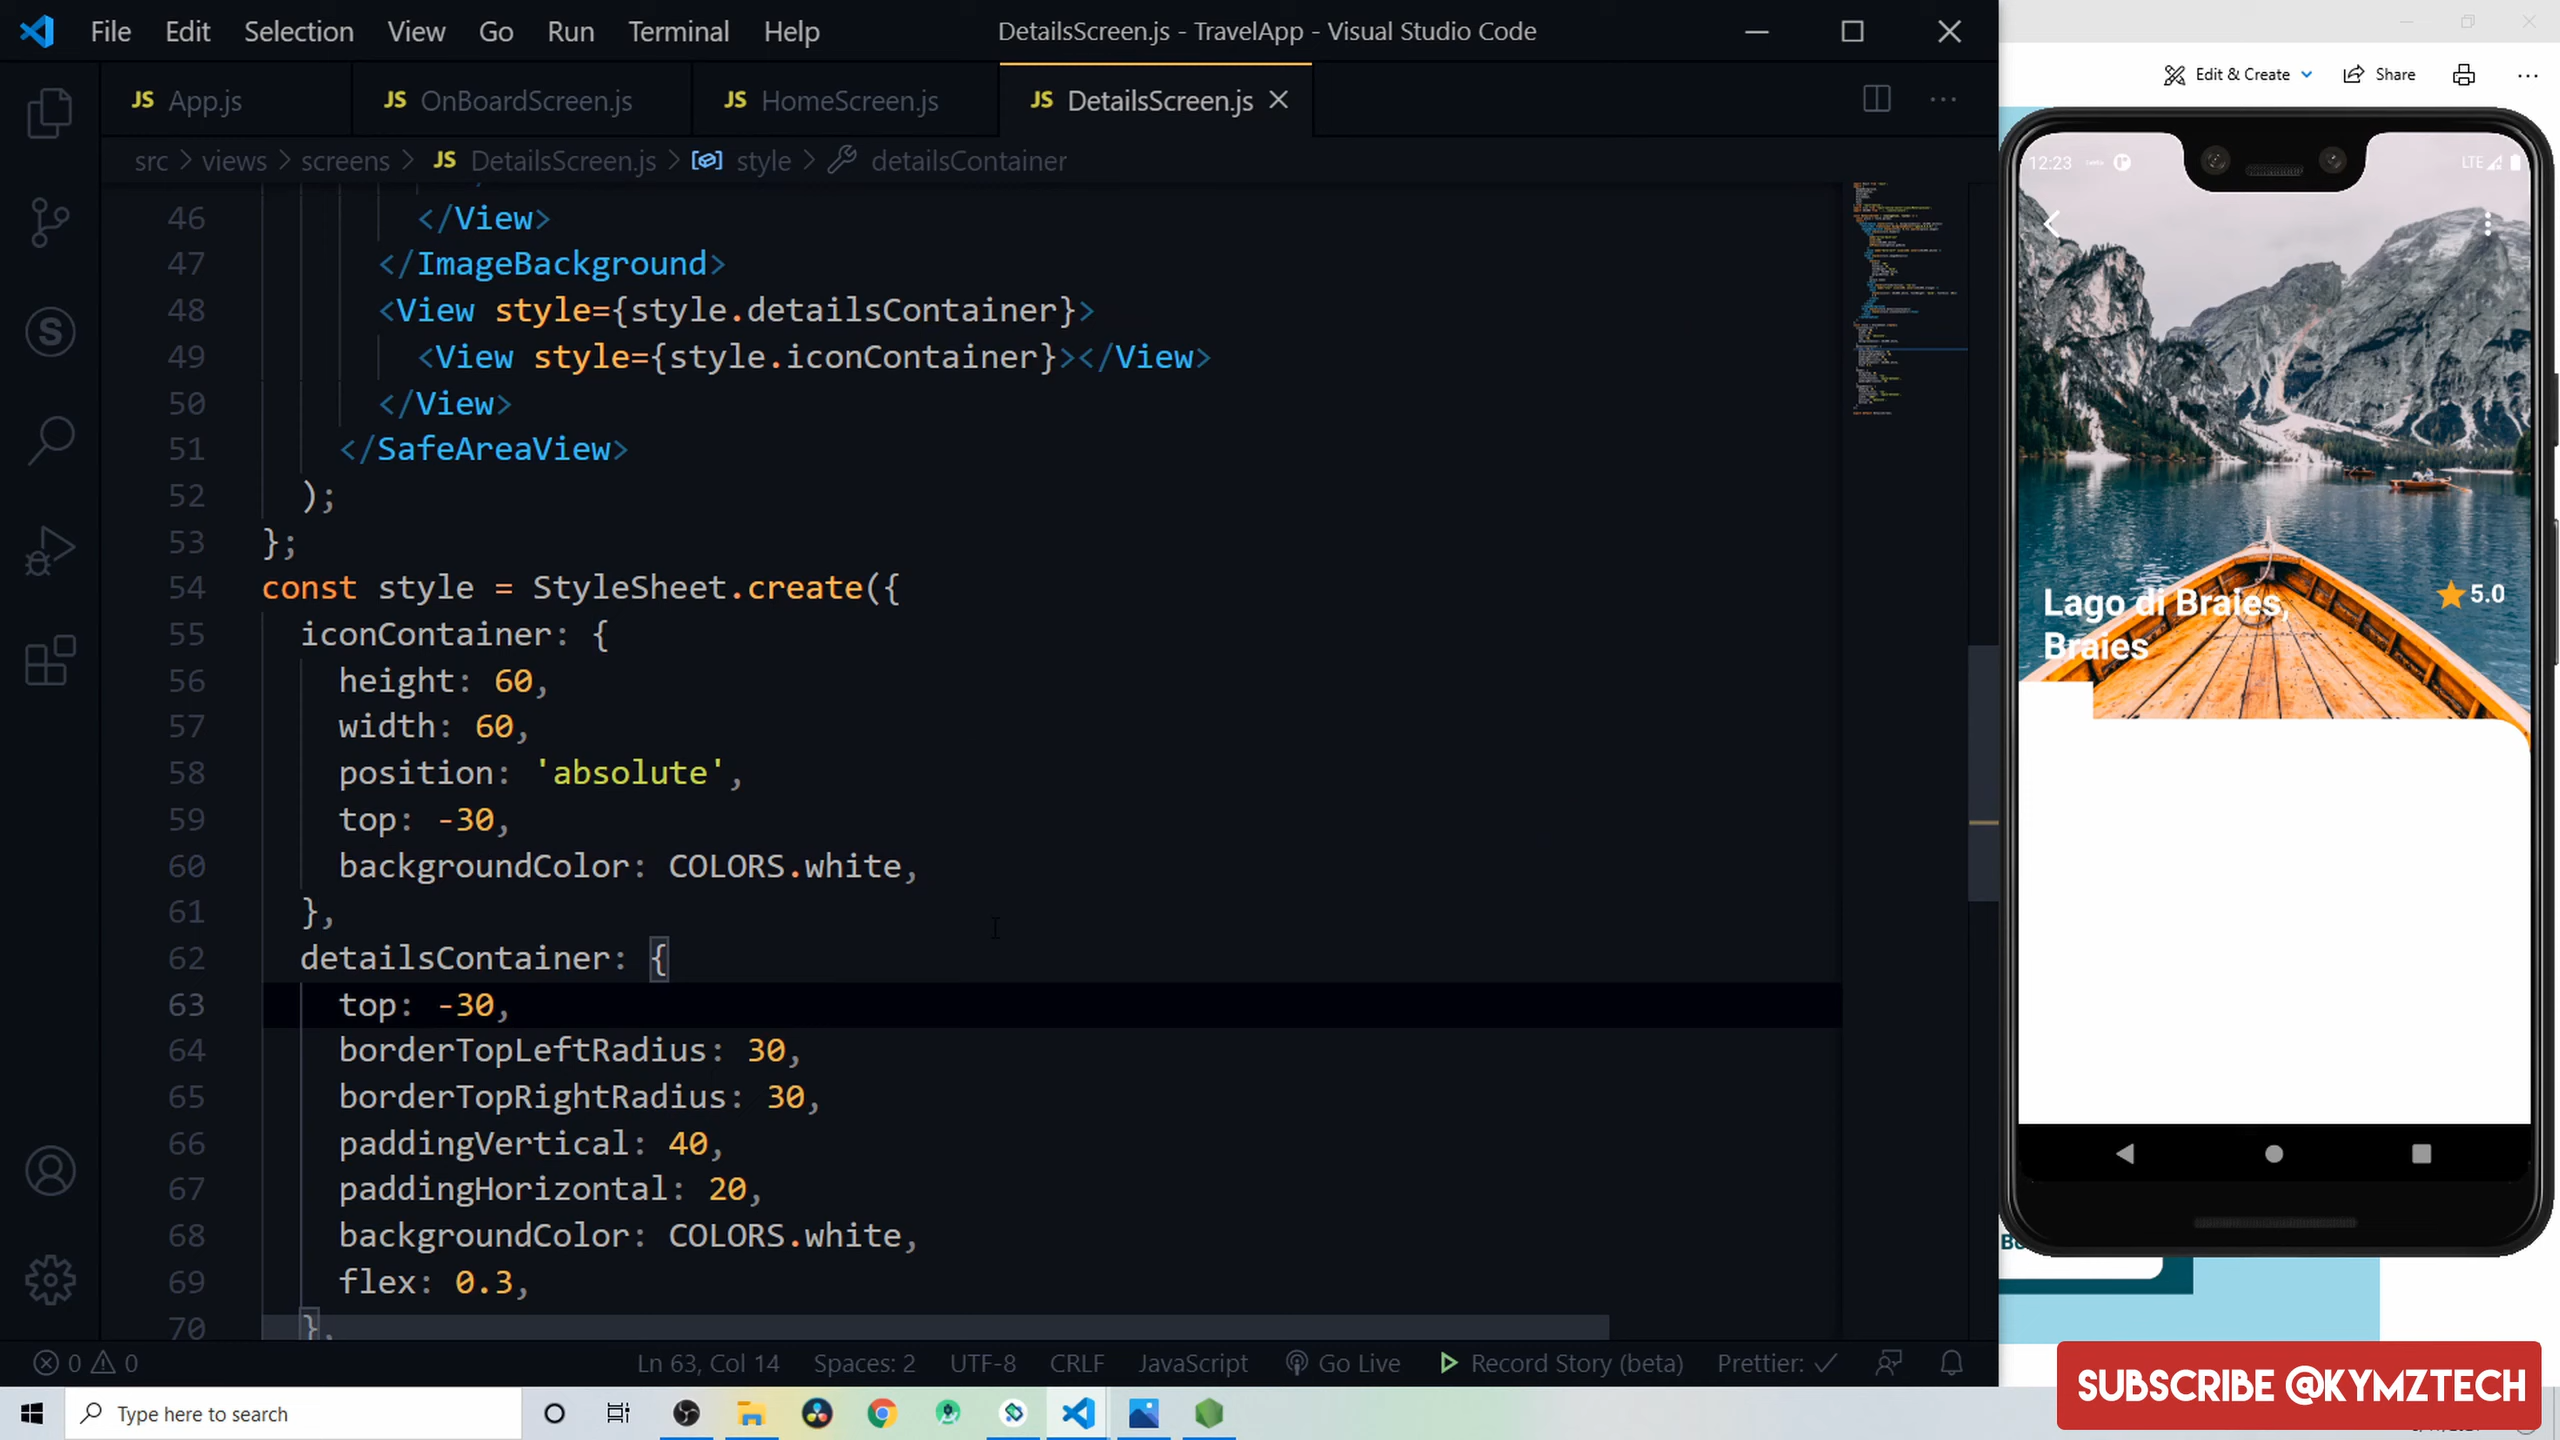 File Edit Selection View Go Run Terminal Help DetailsScreen.js - TravelApp - Visual Studio Code
JS App.js JS OnBoardScreen.js JS HomeScreen.js JS DetailsScreen.js
Edit & Create Share
src > views > screens > JS DetailsScreen.js > style > detailsContainer
12:23 LTE
46 </View>
47 </ImageBackground>
48 <View style={style.detailsContainer}>
49 <View style={style.iconContainer}></View>
50 </View>
51 </SafeAreaView>
52 );
53 };
54 const style = StyleSheet.create({
55 iconContainer: {
56 height: 60,
57 width: 60,
58 position: 'absolute',
59 top: -30,
60 backgroundColor: COLORS.white,
61 },
62 detailsContainer: {
63 top: -30,
64 borderTopLeftRadius: 30,
65 borderTopRightRadius: 30,
66 paddingVertical: 40,
67 paddingHorizontal: 20,
68 backgroundColor: COLORS.white,
69 flex: 0.3,
70 },
Lago di Braies,
Braies
5.0
0 0 Ln 63, Col 14 Spaces: 2 UTF-8 CRLF JavaScript Go Live Record Story (beta) Prettier: ✓
Type here to search
SUBSCRIBE @KYMZTECH